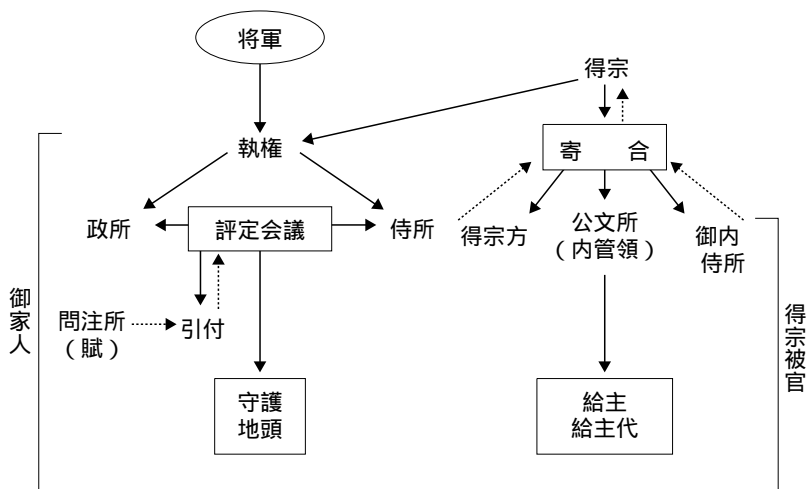 将軍
得宗
執権
寄 合
政所
評定会議
侍所
得宗方
公文所
（内管領）
御内
侍所
問注所
（賦）
引付
御家人
得宗被官
守護
地頭
給主
給主代